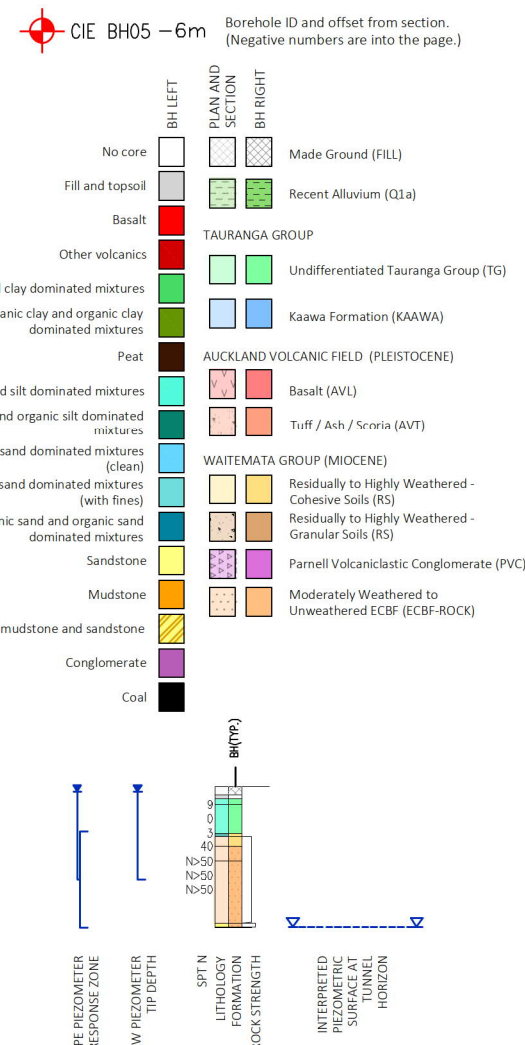 CIE BH05 -6m
Borehole ID and offset from section.
(Negative numbers are into the page.)
BH LEFT
PLAN AND
SECTION
BH RIGHT
No core
Fill and topsoil
Basalt
Other volcanics
clay dominated mixtures
clay and organic clay
dominated mixtures
Peat
silt dominated mixtures
organic silt dominated
mixtures
sand dominated mixtures
(clean)
sand dominated mixtures
(with fines)
sand and organic sand
dominated mixtures
Sandstone
Mudstone
mudstone and sandstone
Conglomerate
Coal
Made Ground (FILL)
Recent Alluvium (Q1a)
TAURANGA GROUP
Undifferentiated Tauranga Group (TG)
Kaawa Formation (KAAWA)
AUCKLAND VOLCANIC FIELD (PLEISTOCENE)
Basalt (AVL)
Tuff / Ash / Scoria (AVT)
WAITEMATA GROUP (MIOCENE)
Residually to Highly Weathered -
Cohesive Soils (RS)
Residually to Highly Weathered -
Granular Soils (RS)
Parnell Volcaniclastic Conglomerate (PVC)
Moderately Weathered to
Unweathered ECBF (ECBF-ROCK)
BH(TYP.)
9
0
3
40
N>50
N>50
N>50
PIEZOMETER
RESPONSE ZONE
PIEZOMETER
TIP DEPTH
SPT N
LITHOLOGY
FORMATION
ROCK STRENGTH
INTERPRETED
PIEZOMETRIC
SURFACE AT
TUNNEL
HORIZON